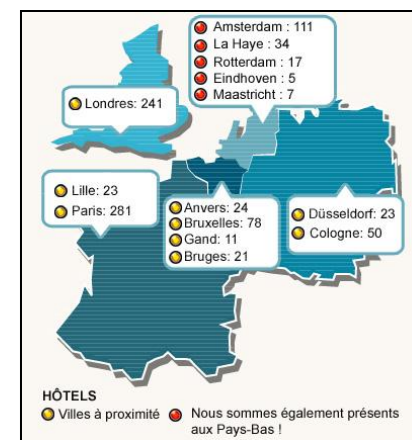 Amsterdam : 111
La Haye : 34
Rotterdam : 17
Eindhoven : 5
Maastricht : 7
Londres: 241
Lille: 23
Paris: 281
Anvers: 24
Bruxelles: 78
Gand: 11
Bruges: 21
Düsseldorf: 23
Cologne: 50
HÔTELS
Villes à proximité
Nous sommes également présents
aux Pays-Bas !